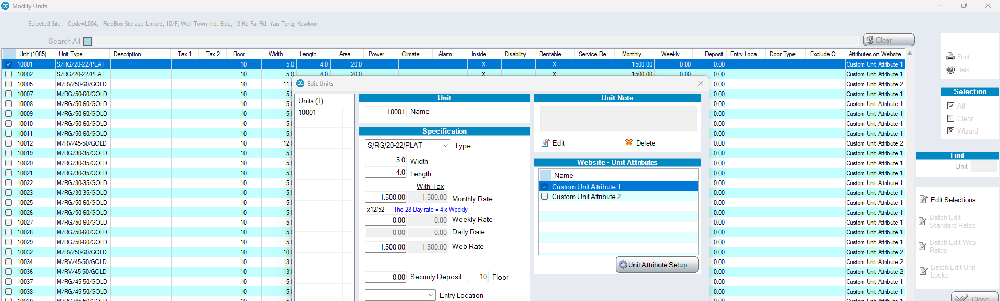 Modify Units
Selected Site: Code=L004, RedBox Storage Limited, 10/F, Well Town Ind. Bldg, 13 Ko Fai Rd, Yau Tong, Kowloon
Search All Clear
Unit (1085) Unit Type Description Tax 1 Tax 2 Floor Width Length Area Power Climate Alarm Inside Disability ... Rentable Service Re... Monthly Weekly Deposit Entry Loca... Door Type Exclude O... Attributes on Website
10001 S/RG/20-22/PLAT 10 5.0 4.0 20.0 X X 1500.00 0.00 0.00 Custom Unit Attribute 1
10002 S/RG/20-22/PLAT 10 5.0 4.0 20.0 X X 1500.00 0.00 0.00 Custom Unit Attribute 1
10005 M/RV/50-60/GOLD 10 11.0 0.00 Custom Unit Attribute 2
10007 M/RG/50-60/GOLD 10 5.0 0.00 Custom Unit Attribute 1
10008 M/RG/50-60/GOLD 10 5.0 0.00 Custom Unit Attribute 1
10009 M/RG/50-60/GOLD 10 5.0 0.00 Custom Unit Attribute 1
10010 M/RG/50-60/GOLD 10 5.0 0.00 Custom Unit Attribute 1
10011 M/RG/50-60/GOLD 10 5.0 0.00 Custom Unit Attribute 1
10012 M/RV/45-50/GOLD 10 12.0 0.00 Custom Unit Attribute 2
10019 M/RG/30-35/GOLD 10 5.0 0.00 Custom Unit Attribute 1
10020 M/RG/30-35/GOLD 10 5.0 0.00 Custom Unit Attribute 1
10021 M/RG/30-35/GOLD 10 5.0 0.00 Custom Unit Attribute 1
10022 M/RG/30-35/GOLD 10 5.0 0.00 Custom Unit Attribute 1
10023 M/RG/30-35/GOLD 10 5.0 0.00 Custom Unit Attribute 1
10025 M/RG/50-60/GOLD 10 5.0 0.00 Custom Unit Attribute 1
10026 M/RG/50-60/GOLD 10 5.0 0.00 Custom Unit Attribute 1
10027 M/RG/50-60/GOLD 10 5.0 0.00 Custom Unit Attribute 1
10028 M/RG/50-60/GOLD 10 5.0 0.00 Custom Unit Attribute 1
10029 M/RG/50-60/GOLD 10 5.0 0.00 Custom Unit Attribute 1
10032 M/RV/50-60/GOLD 10 10.0 0.00 Custom Unit Attribute 2
10034 M/RV/45-50/GOLD 10 13.0 0.00 Custom Unit Attribute 2
10036 M/RV/45-50/GOLD 10 13.0 0.00 Custom Unit Attribute 2
10037 M/RG/45-50/GOLD 10 5.0 0.00 Custom Unit Attribute 1
10038 M/RG/45-50/GOLD 10 5.0 0.00 Custom Unit Attribute 1
Edit Units
Units (1)
10001
Unit
10001 Name
Specification
S/RG/20-22/PLAT Type
5.0 Width
4.0 Length
With Tax
1,500.00 1,500.00 Monthly Rate
x12/52 The 28 Day rate = 4 x Weekly
0.00 0.00 Weekly Rate
0.00 0.00 Daily Rate
1,500.00 1,500.00 Web Rate
0.00 Security Deposit 10 Floor
Entry Location
Unit Note
Edit Delete
Website - Unit Attributes
Name
Custom Unit Attribute 1
Custom Unit Attribute 2
Unit Attribute Setup
Print
Help
Selection
All
Clear
Wizard
Find
Unit
Edit Selections
Batch Edit
Standard Rates
Batch Edit Web
Rates
Batch Edit Unit
Locks
Close